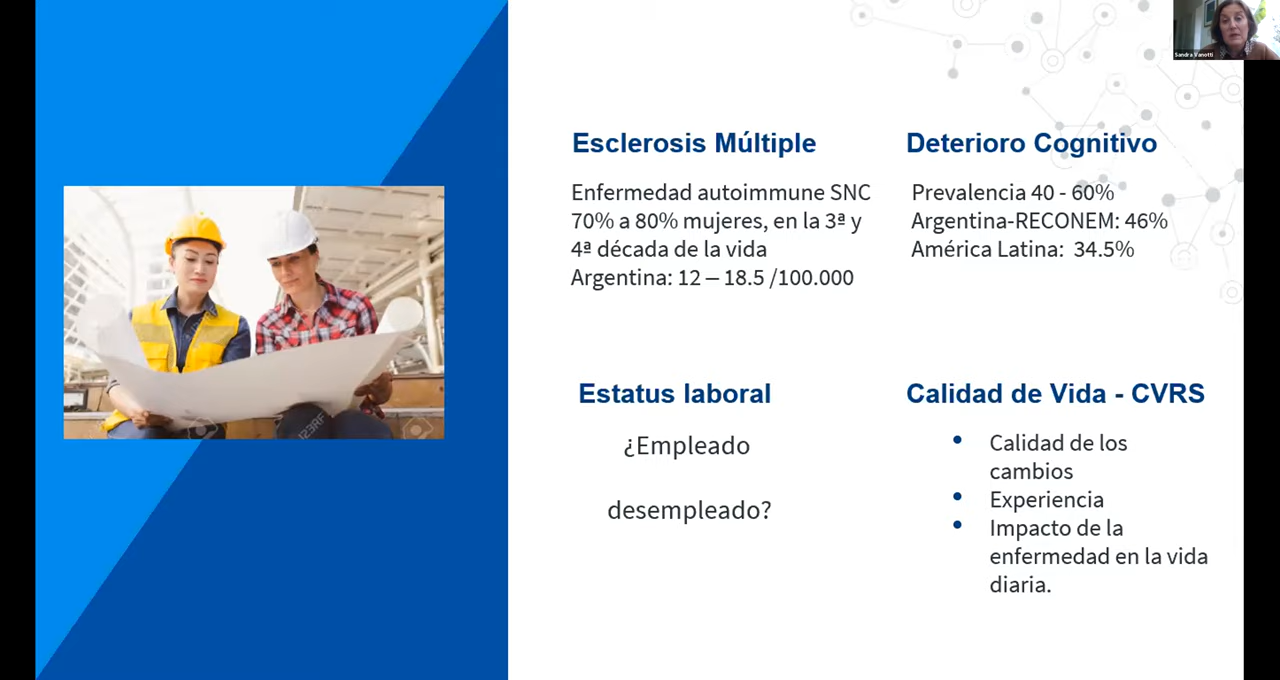 Sandra Vanotti
Esclerosis Múltiple
Enfermedad autoimmune SNC
70% a 80% mujeres, en la 3ª y
4ª década de la vida
Argentina: 12 – 18.5 /100.000
Deterioro Cognitivo
Prevalencia 40 - 60%
Argentina-RECONEM: 46%
América Latina: 34.5%
Estatus laboral
¿Empleado
desempleado?
Calidad de Vida - CVRS
• Calidad de los
cambios
• Experiencia
• Impacto de la
enfermedad en la vida
diaria.
123RF